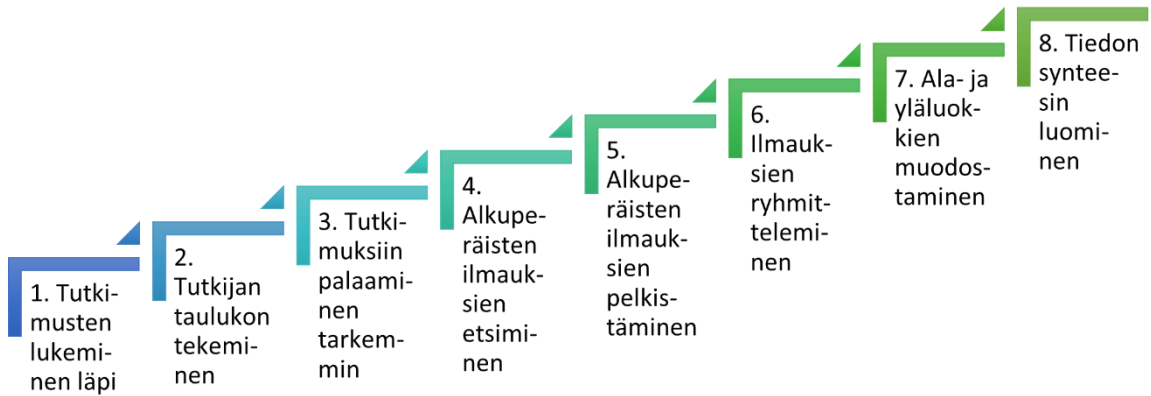 1. Tutki-
musten
lukemi-
nen läpi
2.
Tutkijan
taulukon
tekemi-
nen
3. Tutki-
muksiin
palaami-
nen
tarkem-
min
4.
Alkupe-
räisten
ilmauk-
sien
etsimi-
nen
5.
Alkupe-
räisten
ilmauk-
sien
pelkis-
täminen
6.
Ilmauk-
sien
ryhmit-
telemi-
nen
7. Ala- ja
yläluok-
kien
muodos-
taminen
8. Tiedon
syntee-
sin
luomi-
nen